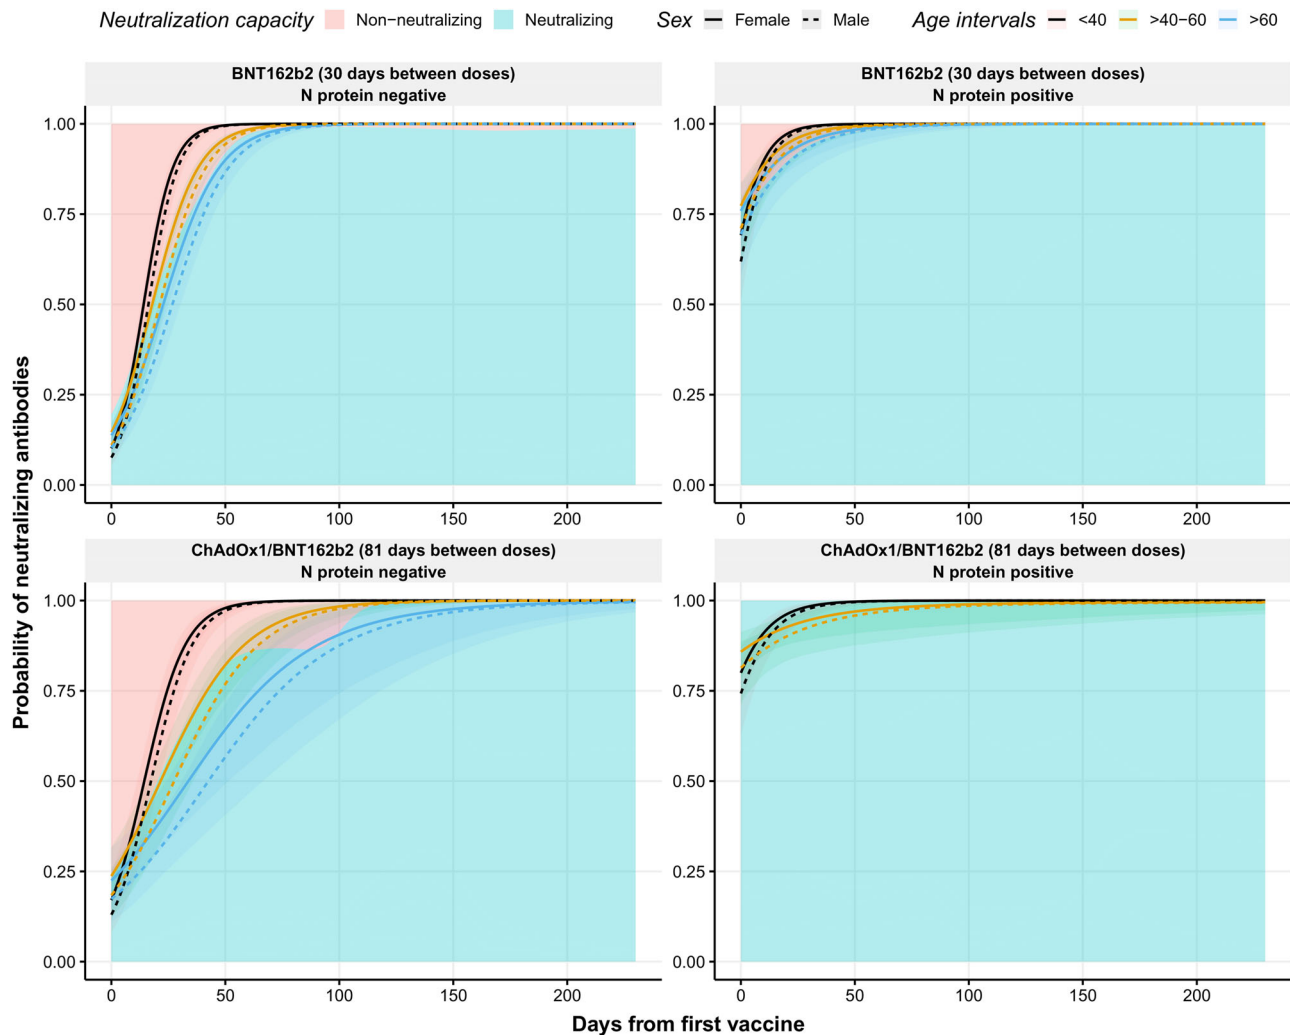 Neutralization capacity Non−neutralizing Neutralizing Sex Female Male Age intervals <40 >40−60 >60
BNT162b2 (30 days between doses)
N protein negative
BNT162b2 (30 days between doses)
N protein positive
1.00
0.75
0.50
0.25
0.00
0 50 100 150 200
1.00
0.75
0.50
0.25
0.00
0 50 100 150 200
ChAdOx1/BNT162b2 (81 days between doses)
N protein negative
ChAdOx1/BNT162b2 (81 days between doses)
N protein positive
1.00
0.75
0.50
0.25
0.00
0 50 100 150 200
1.00
0.75
0.50
0.25
0.00
0 50 100 150 200
Probability of neutralizing antibodies
Days from first vaccine